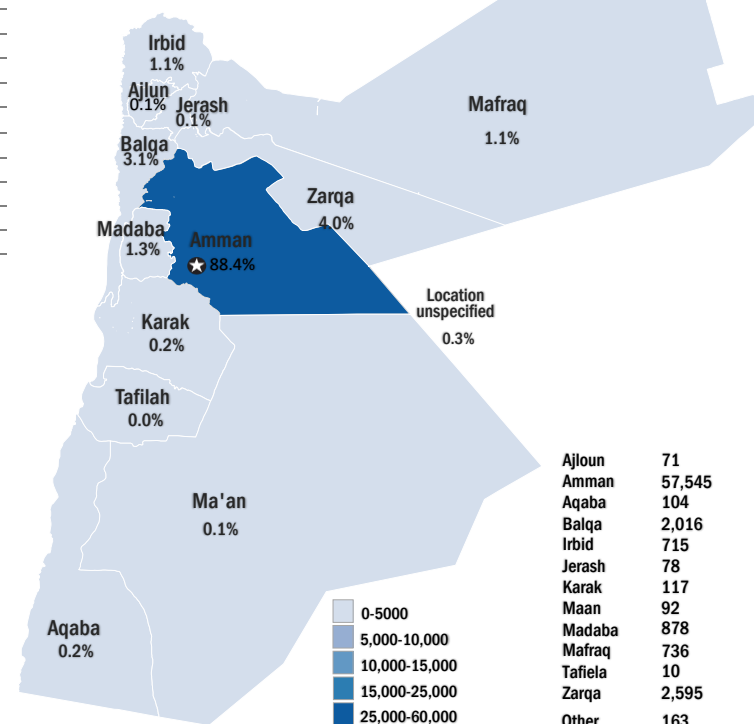 Irbid
1.1%
Ajlun
0.1%
Jerash
0.1%
Mafraq
1.1%
Balqa
3.1%
Zarqa
4.0%
Madaba
1.3%
Amman
88.4%
Location
unspecified
0.3%
Karak
0.2%
Tafilah
0.0%
Ma'an
0.1%
Aqaba
0.2%
0-5000
5,000-10,000
10,000-15,000
15,000-25,000
25,000-60,000
Ajloun 71
Amman 57,545
Aqaba 104
Balqa 2,016
Irbid 715
Jerash 78
Karak 117
Maan 92
Madaba 878
Mafraq 736
Tafiela 10
Zarqa 2,595
Other 163